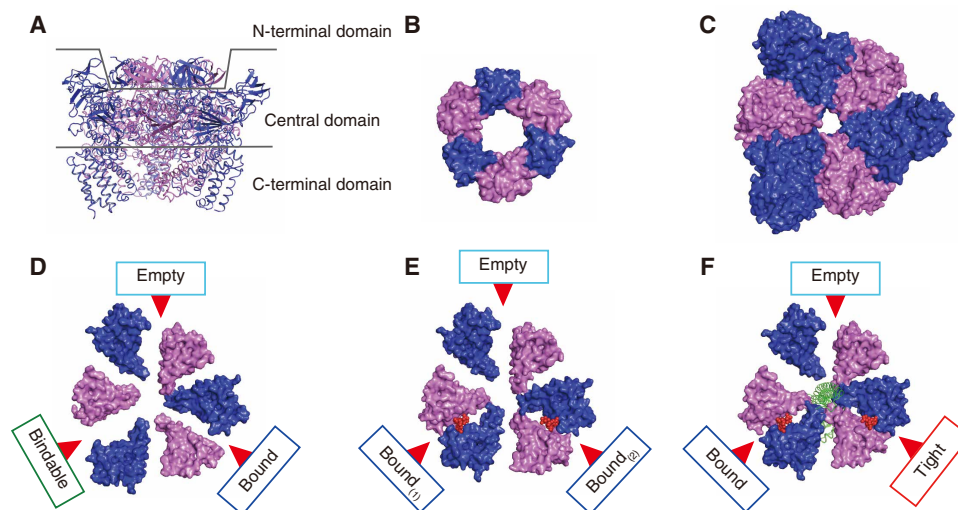 A
N-terminal domain
Central domain
C-terminal domain
B
C
D
Empty
Bindable
Bound
E
Empty
Bound(1)
Bound(2)
F
Empty
Bound
Tight